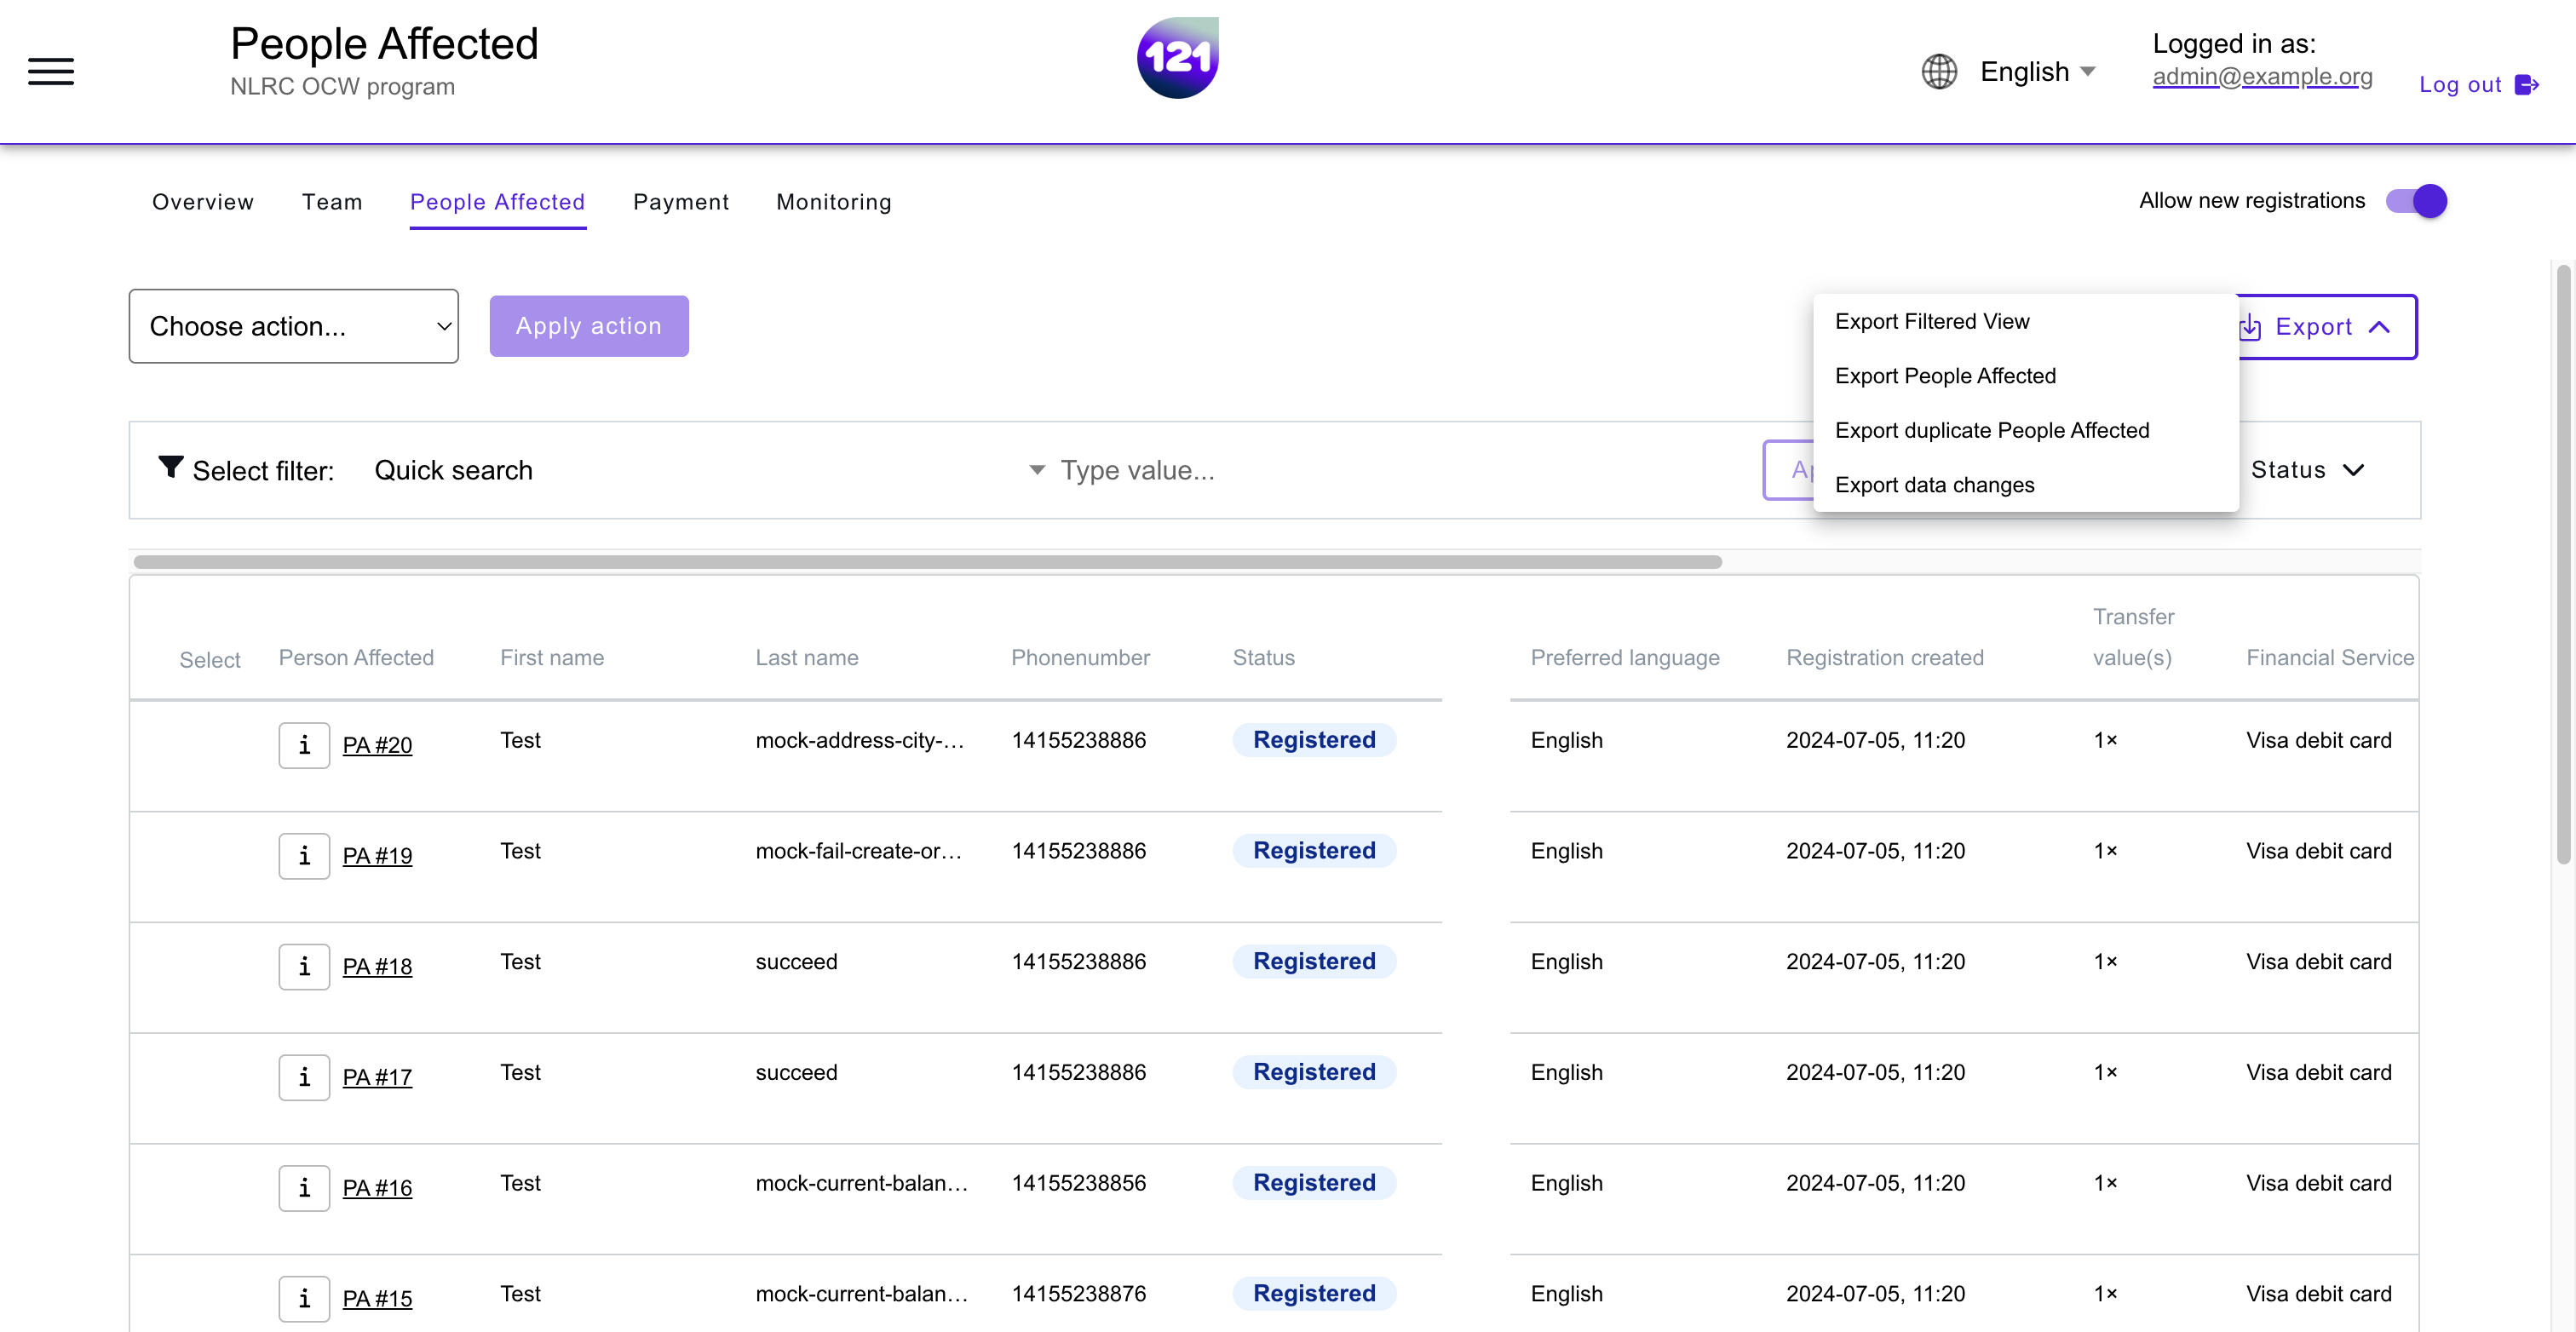 People Affected
NLRC OCW program
121
English
Logged in as:
admin@example.org
Log out
Overview Team People Affected Payment Monitoring
Allow new registrations
Choose action...
Apply action
Export
Export Filtered View
Export People Affected
Export duplicate People Affected
Export data changes
Select filter: Quick search Type value... Status
Select Person Affected First name Last name Phonenumber Status Preferred language Registration created Transfer value(s) Financial Service
i PA #20 Test mock-address-city-... 14155238886 Registered English 2024-07-05, 11:20 1× Visa debit card
i PA #19 Test mock-fail-create-or... 14155238886 Registered English 2024-07-05, 11:20 1× Visa debit card
i PA #18 Test succeed 14155238886 Registered English 2024-07-05, 11:20 1× Visa debit card
i PA #17 Test succeed 14155238886 Registered English 2024-07-05, 11:20 1× Visa debit card
i PA #16 Test mock-current-balan... 14155238856 Registered English 2024-07-05, 11:20 1× Visa debit card
i PA #15 Test mock-current-balan... 14155238876 Registered English 2024-07-05, 11:20 1× Visa debit card